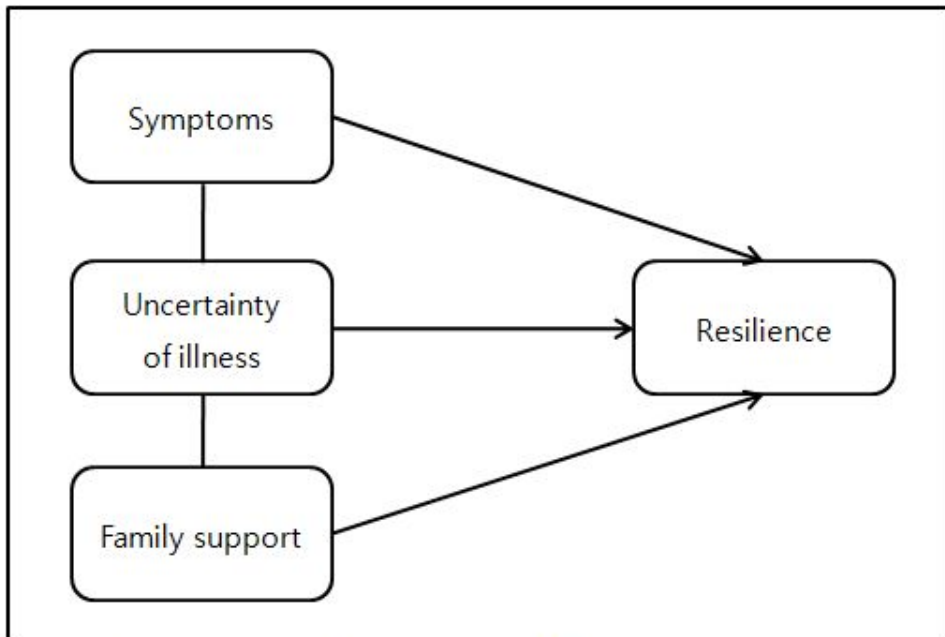 Symptoms
Uncertainty
of illness
Resilience
Family support